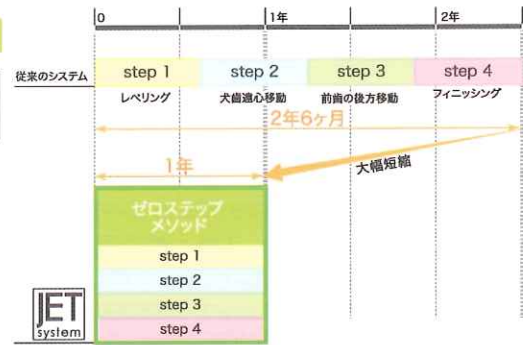 0 1年 2年
従来のシステム step 1 step 2 step 3 step 4
レベリング 犬歯遠心移動 前歯の後方移動 フィニッシング
2年6ヶ月
1年 大幅短縮
ゼロステップ
メソッド
step 1
step 2
step 3
step 4
JET
system